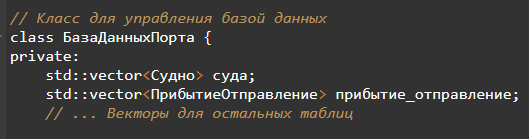 // Класс для управления базой данных
class БазаДанныхПорта {
private:
    std::vector<Судно> суда;
    std::vector<ПрибытиеОтправление> прибытие_отправление;
    // ... Векторы для остальных таблиц